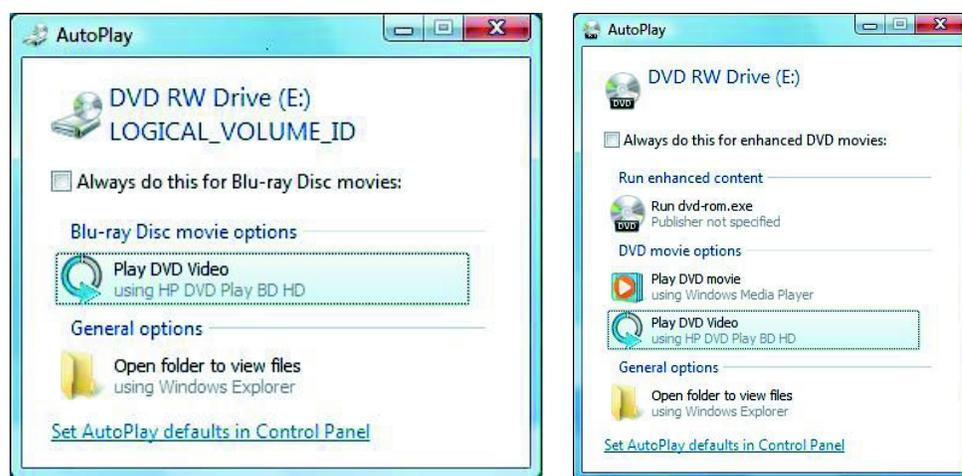 AutoPlay
DVD RW Drive (E:)
LOGICAL_VOLUME_ID
Always do this for Blu-ray Disc movies:
Blu-ray Disc movie options
Play DVD Video
using HP DVD Play BD HD
General options
Open folder to view files
using Windows Explorer
Set AutoPlay defaults in Control Panel
AutoPlay
DVD RW Drive (E:)
DVD
Always do this for enhanced DVD movies:
Run enhanced content
Run dvd-rom.exe
Publisher not specified
DVD
DVD movie options
Play DVD movie
using Windows Media Player
Play DVD Video
using HP DVD Play BD HD
General options
Open folder to view files
using Windows Explorer
Set AutoPlay defaults in Control Panel